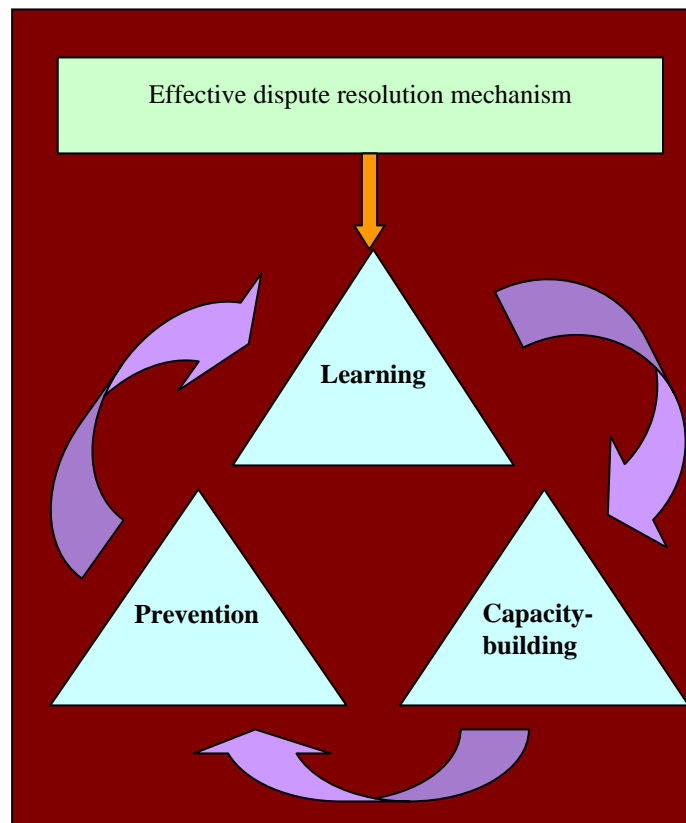 Effective dispute resolution mechanism
Learning
Prevention
Capacity-
building